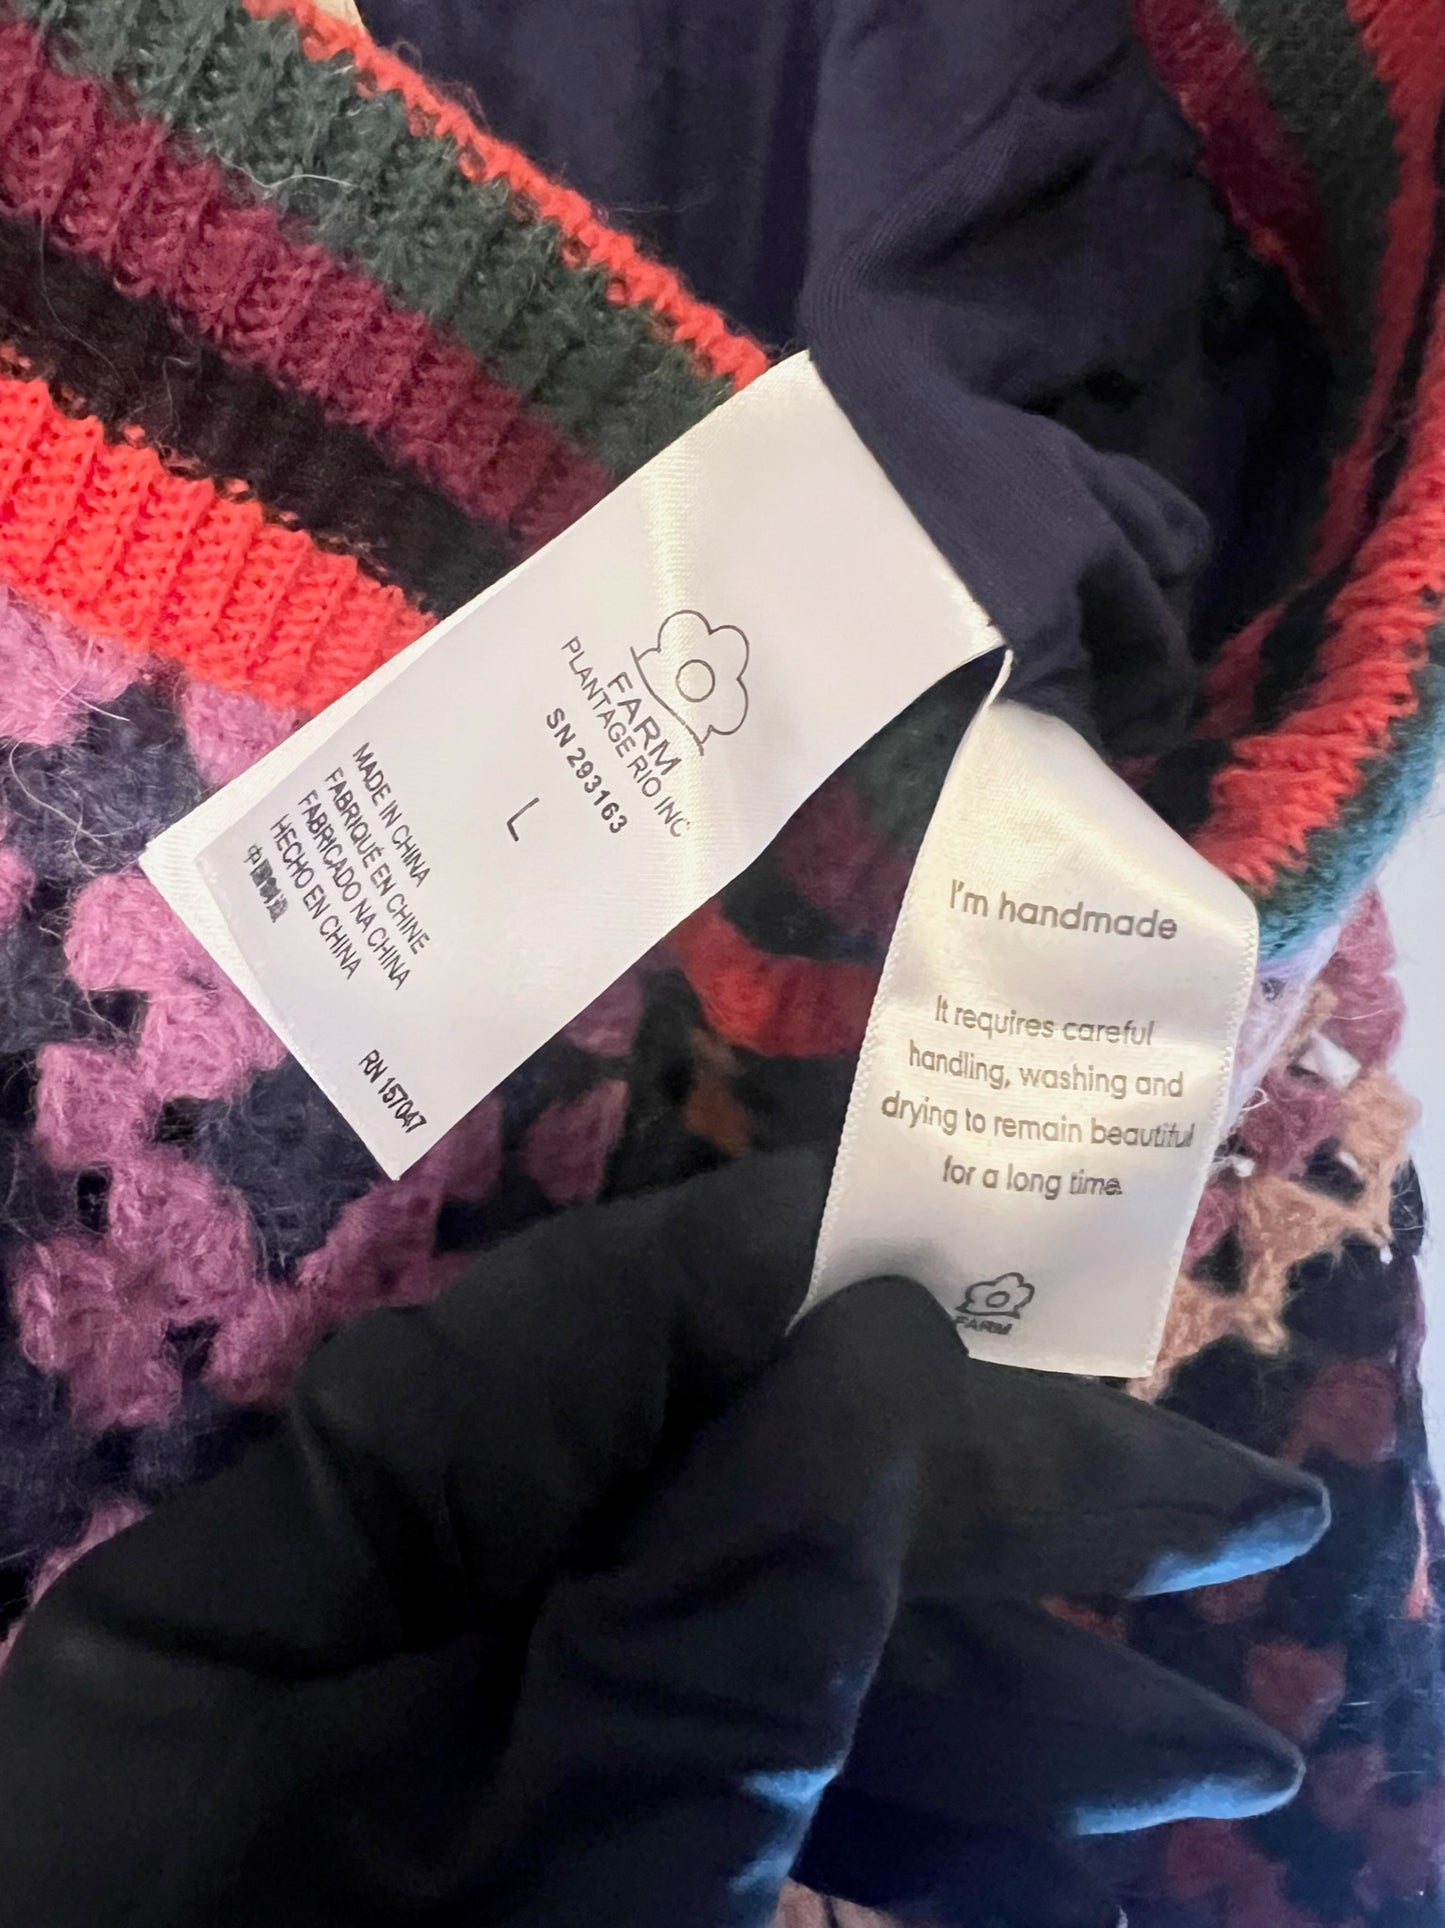 FARM
PLANTAGE RIO INC
SN 293163
L
MADE IN CHINA
FABRIQUÉ EN CHINE
FABRICADO NA CHINA
HECHO EN CHINA
RN 157047
I'm handmade
It requires careful
handling, washing and
drying to remain beautiful
for a long time.
FARM